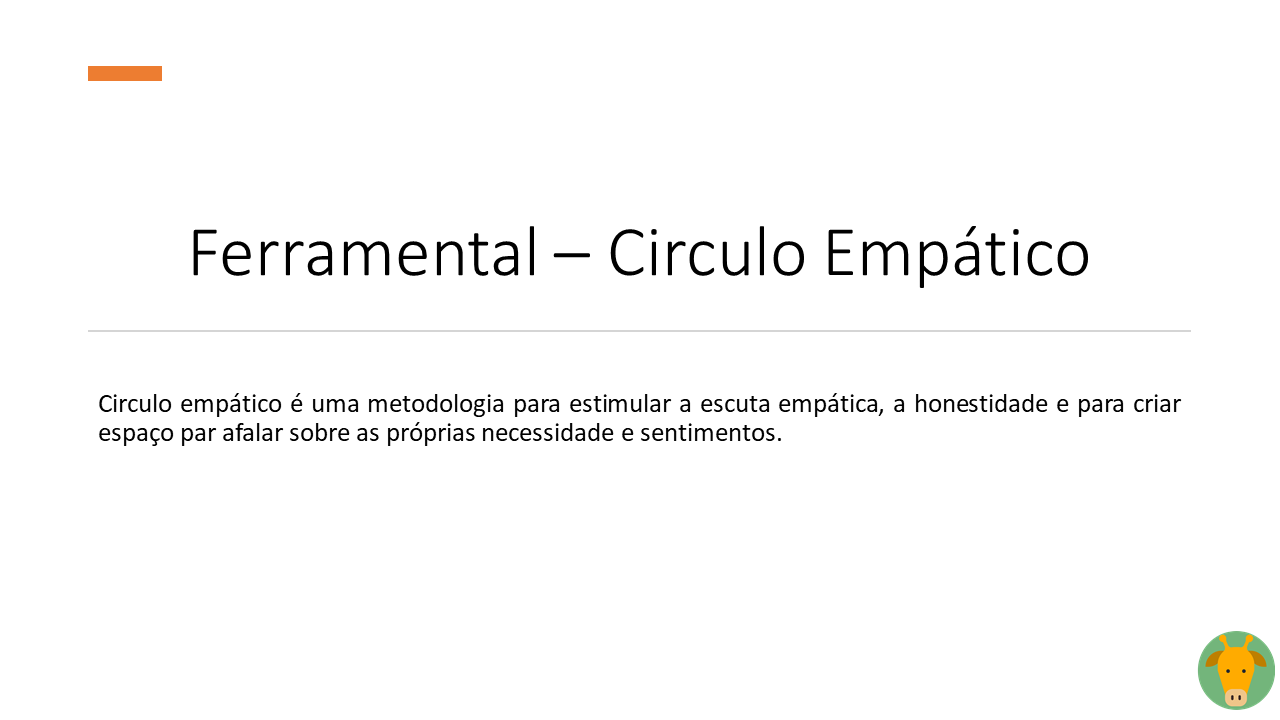 Ferramental – Circulo Empático
Circulo empático é uma metodologia para estimular a escuta empática, a honestidade e para criar
espaço par afalar sobre as próprias necessidade e sentimentos.